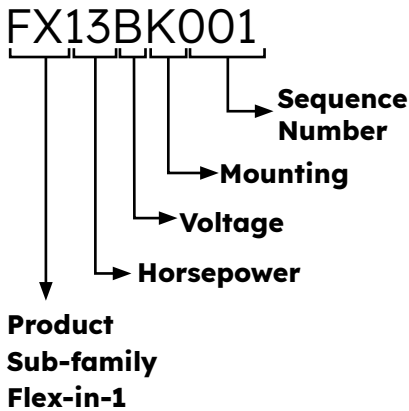 FX13BK001
Sequence
Number
Mounting
Voltage
Horsepower
Product
Sub-family
Flex-in-1